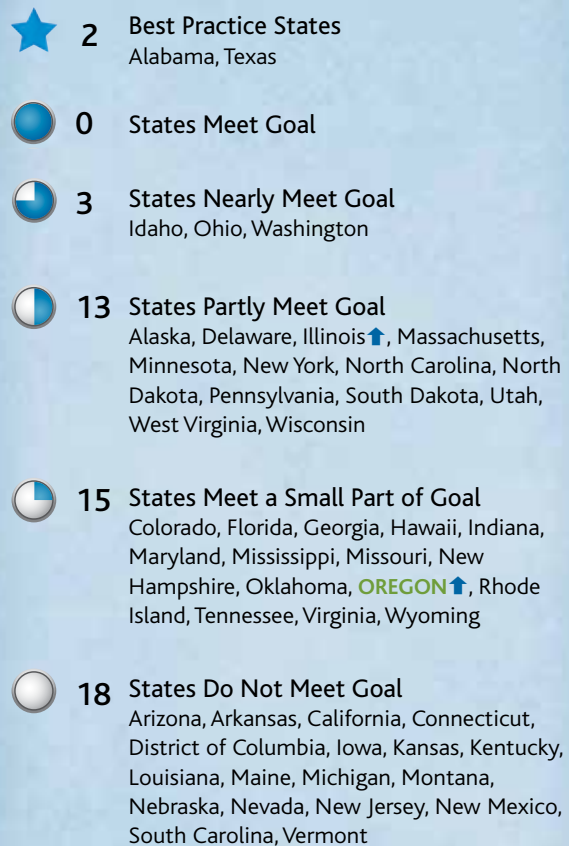 2 Best Practice States
Alabama, Texas
0 States Meet Goal
3 States Nearly Meet Goal
Idaho, Ohio, Washington
13 States Partly Meet Goal
Alaska, Delaware, Illinois⬆, Massachusetts,
Minnesota, New York, North Carolina, North
Dakota, Pennsylvania, South Dakota, Utah,
West Virginia, Wisconsin
15 States Meet a Small Part of Goal
Colorado, Florida, Georgia, Hawaii, Indiana,
Maryland, Mississippi, Missouri, New
Hampshire, Oklahoma, OREGON⬆, Rhode
Island, Tennessee, Virginia, Wyoming
18 States Do Not Meet Goal
Arizona, Arkansas, California, Connecticut,
District of Columbia, Iowa, Kansas, Kentucky,
Louisiana, Maine, Michigan, Montana,
Nebraska, Nevada, New Jersey, New Mexico,
South Carolina, Vermont